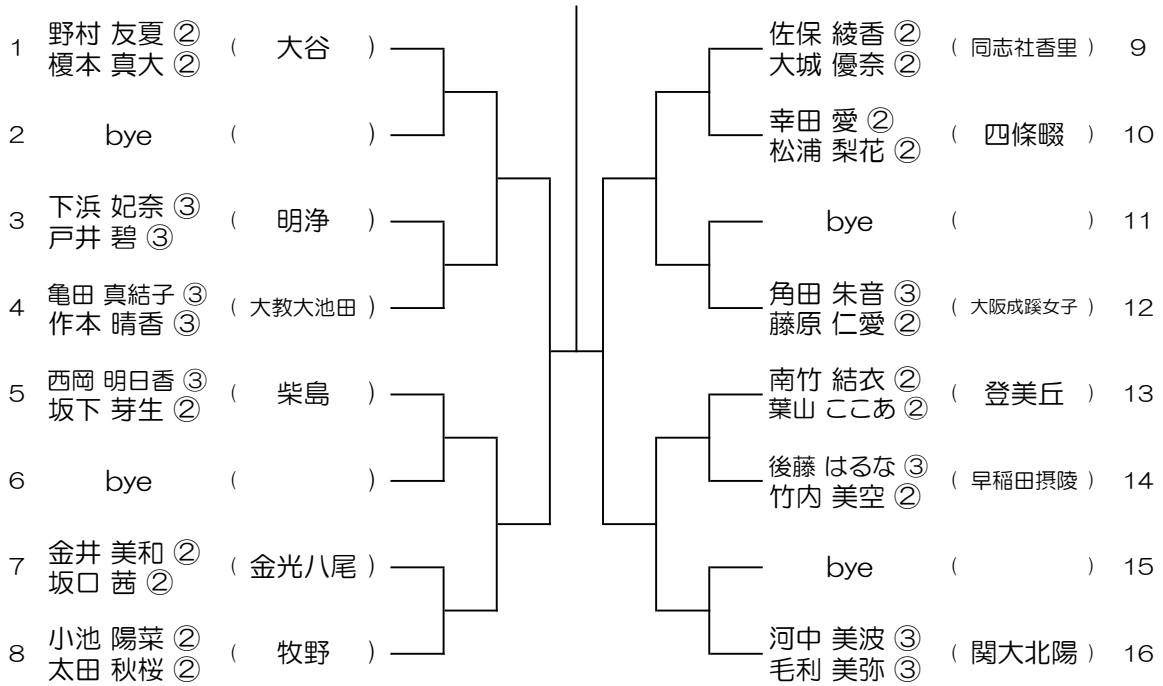 野村 友夏 ②
1 ( 大谷 )
榎本 真大 ②
2 bye ( )
下浜 妃奈 ③
3 ( 明浄 )
戸井 碧 ③
亀田 真結子 ③
4 ( 大教大池田 )
作本 晴香 ③
西岡 明日香 ③
5 ( 柴島 )
坂下 芽生 ②
6 bye ( )
金井 美和 ②
7 ( 金光八尾 )
坂口 茜 ②
小池 陽菜 ②
8 ( 牧野 )
太田 秋桜 ②
佐保 綾香 ②
( 同志社香里 ) 9
大城 優奈 ②
幸田 愛 ②
( 四條畷 ) 10
松浦 梨花 ②
bye ( ) 11
角田 朱音 ③
( 大阪成蹊女子 ) 12
藤原 仁愛 ②
南竹 結衣 ②
( 登美丘 ) 13
葉山 ここあ ②
後藤 はるな ③
( 早稲田摂陵 ) 14
竹内 美空 ②
bye ( ) 15
河中 美波 ③
( 関大北陽 ) 16
毛利 美弥 ③